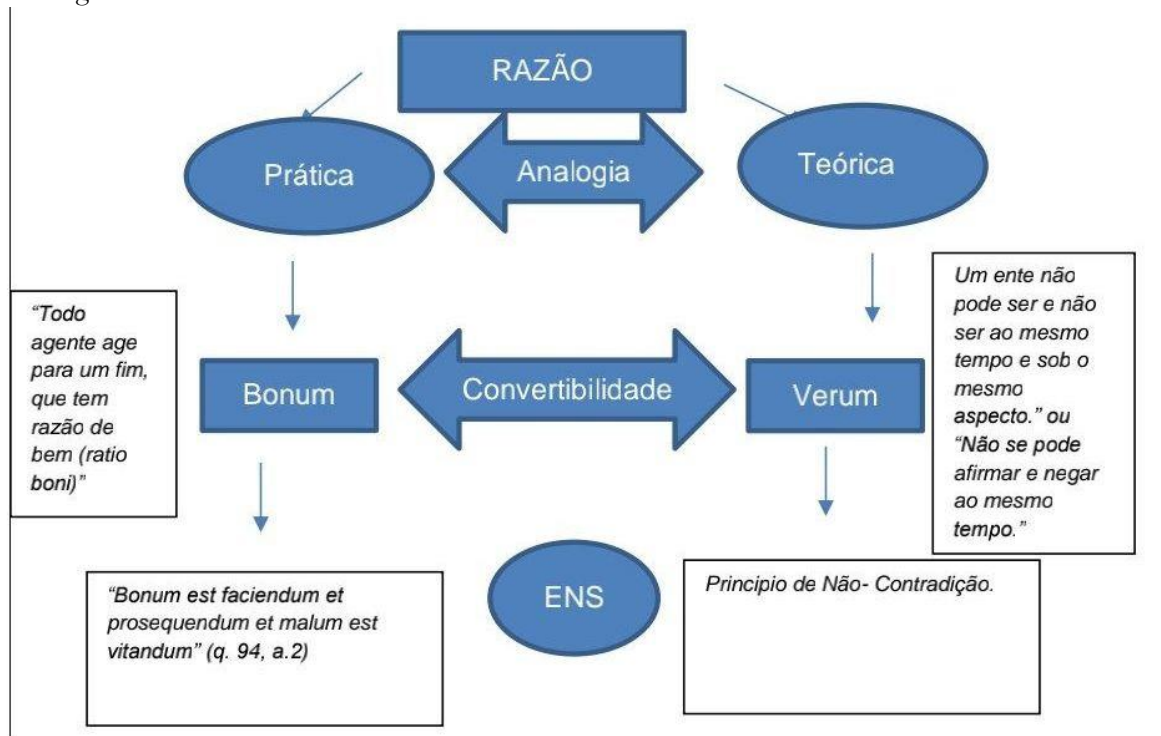 RAZÃO
Prática
Analogia
Teórica
“Todo
agente age
para um fim,
que tem
razão de
bem (ratio
boni)”
Bonum
Convertibilidade
Verum
Um ente não
pode ser e não
ser ao mesmo
tempo e sob o
mesmo
aspecto.” ou
“Não se pode
afirmar e negar
ao mesmo
tempo.”
“Bonum est faciendum et
prosequendum et malum est
vitandum” (q. 94, a.2)
ENS
Principio de Não- Contradição.